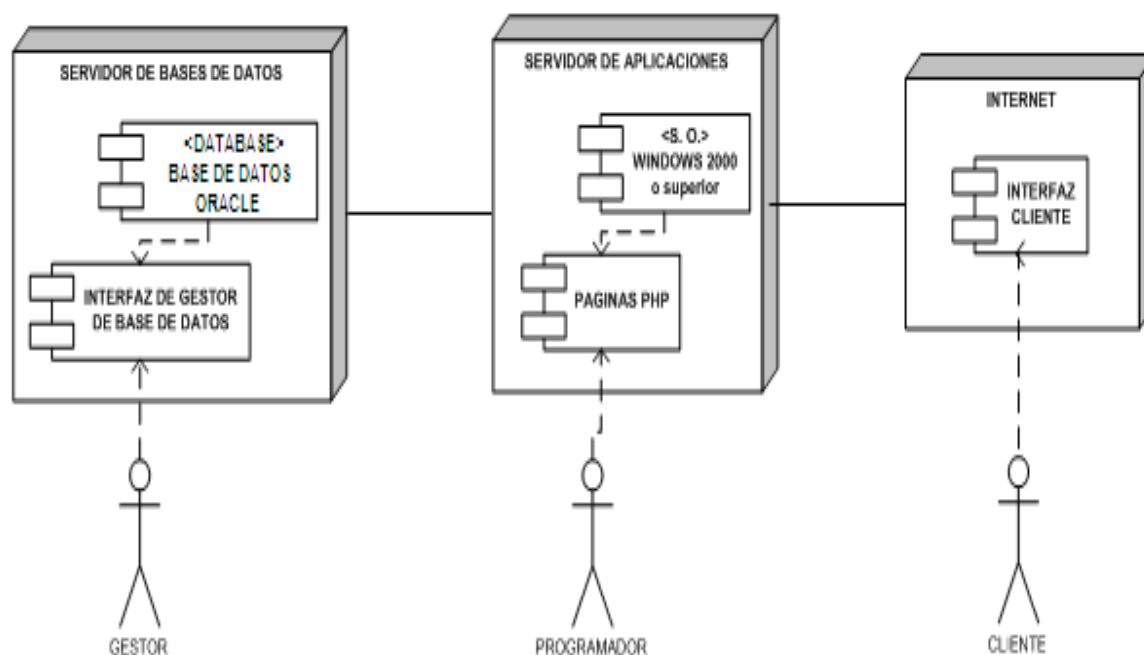 SERVIDOR DE BASES DE DATOS
<DATABASE>
BASE DE DATOS
ORACLE
INTERFAZ DE GESTOR
DE BASE DE DATOS
SERVIDOR DE APLICACIONES
<S. O.>
WINDOWS 2000
o superior
PAGINAS PHP
INTERNET
INTERFAZ
CLIENTE
GESTOR
PROGRAMADOR
CLIENTE